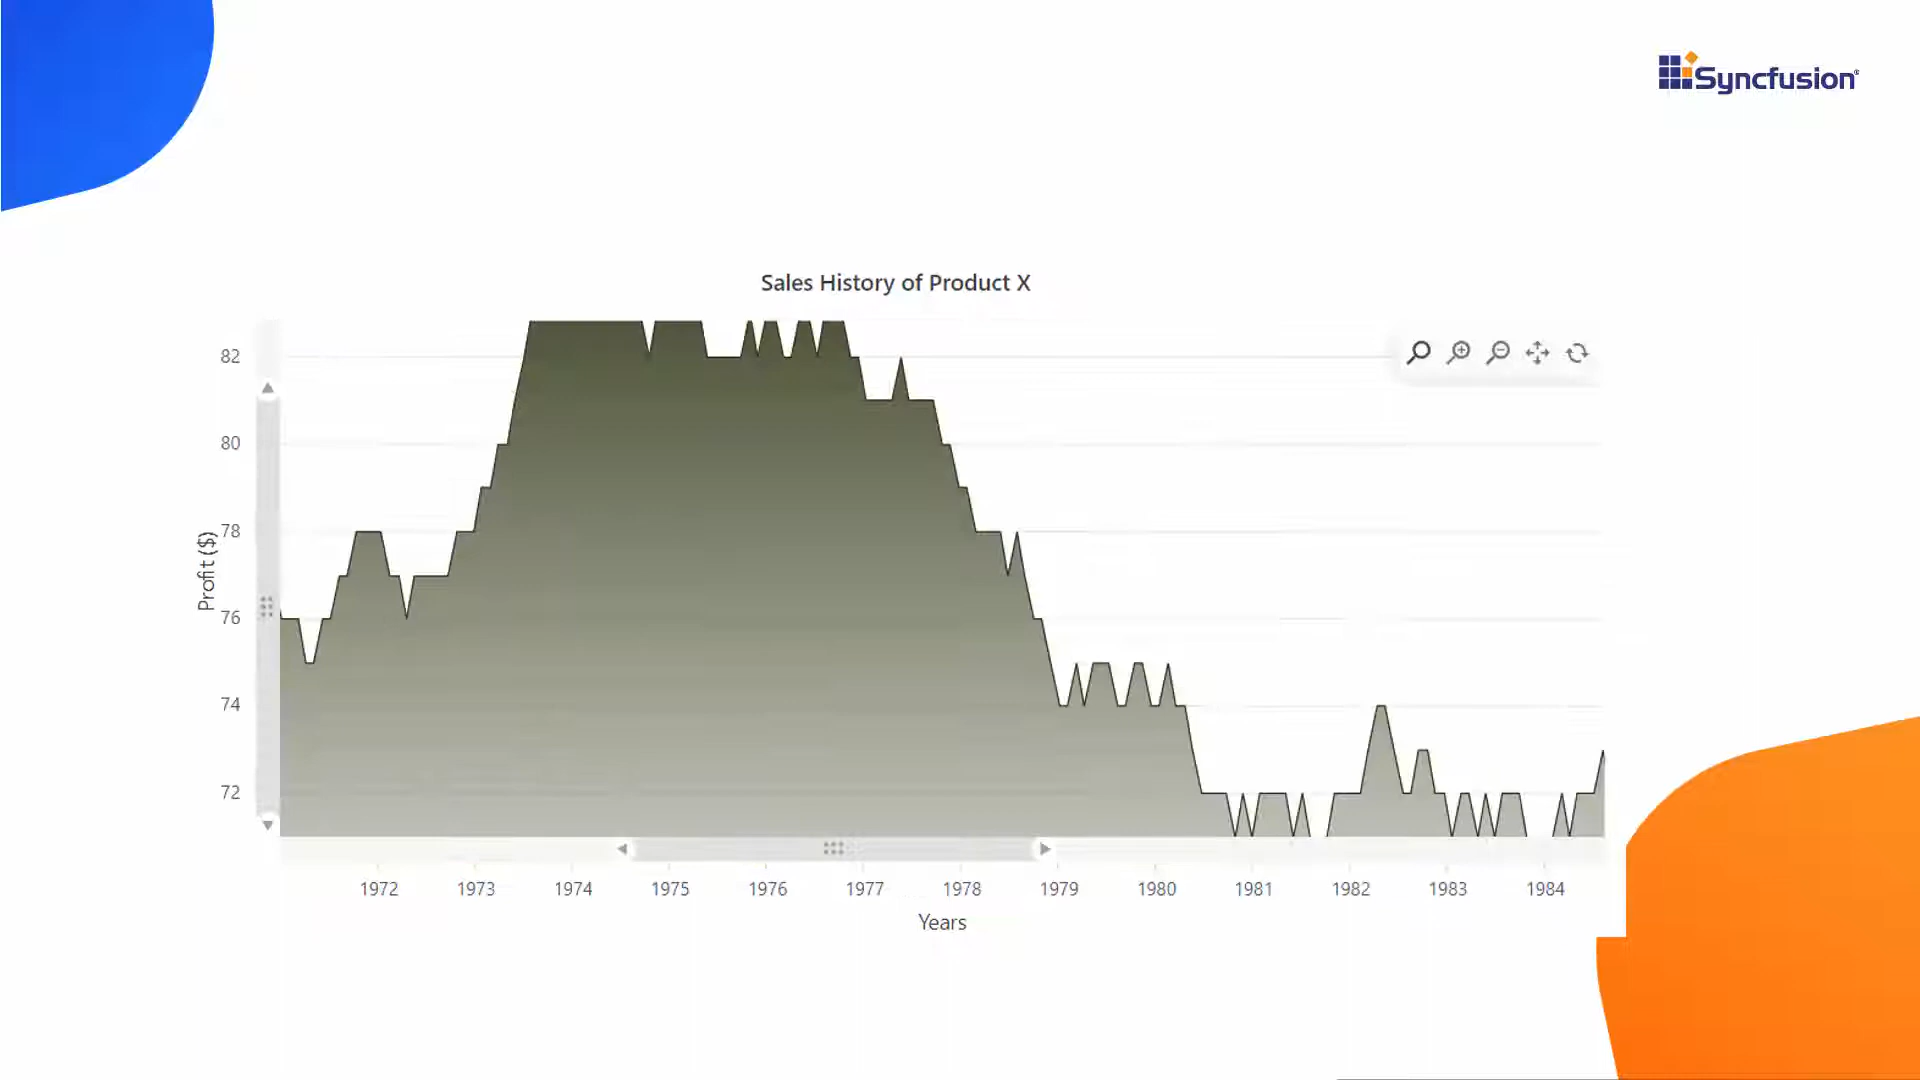 Syncfusion®
Sales History of Product X
82
80
78
76
74
72
Profit ($)
1972 1973 1974 1975 1976 1977 1978 1979 1980 1981 1982 1983 1984
Years